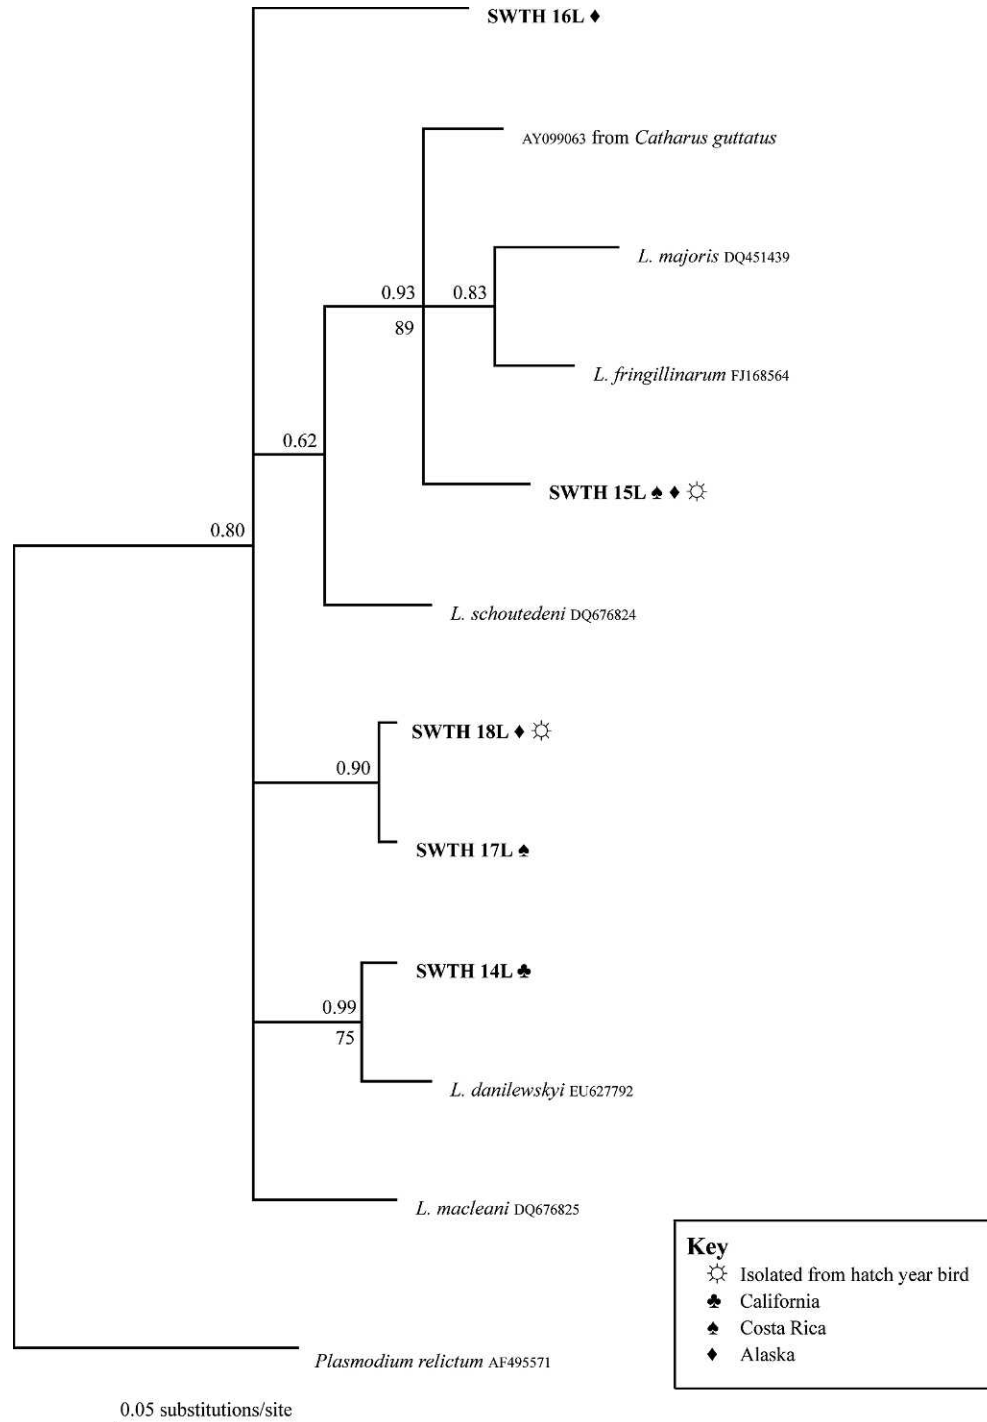 SWTH 16L ♦
AY099063 from Catharus guttatus
L. majoris DQ451439
0.93
0.83
89
L. fringillinarum FJ168564
0.62
SWTH 15L ♠ ♦ ☼
0.80
L. schoutedeni DQ676824
SWTH 18L ♦ ☼
0.90
SWTH 17L ♠
SWTH 14L ♣
0.99
75
L. danilewskyi EU627792
L. macleani DQ676825
Key
☼ Isolated from hatch year bird
♣ California
♠ Costa Rica
♦ Alaska
Plasmodium relictum AF495571
0.05 substitutions/site